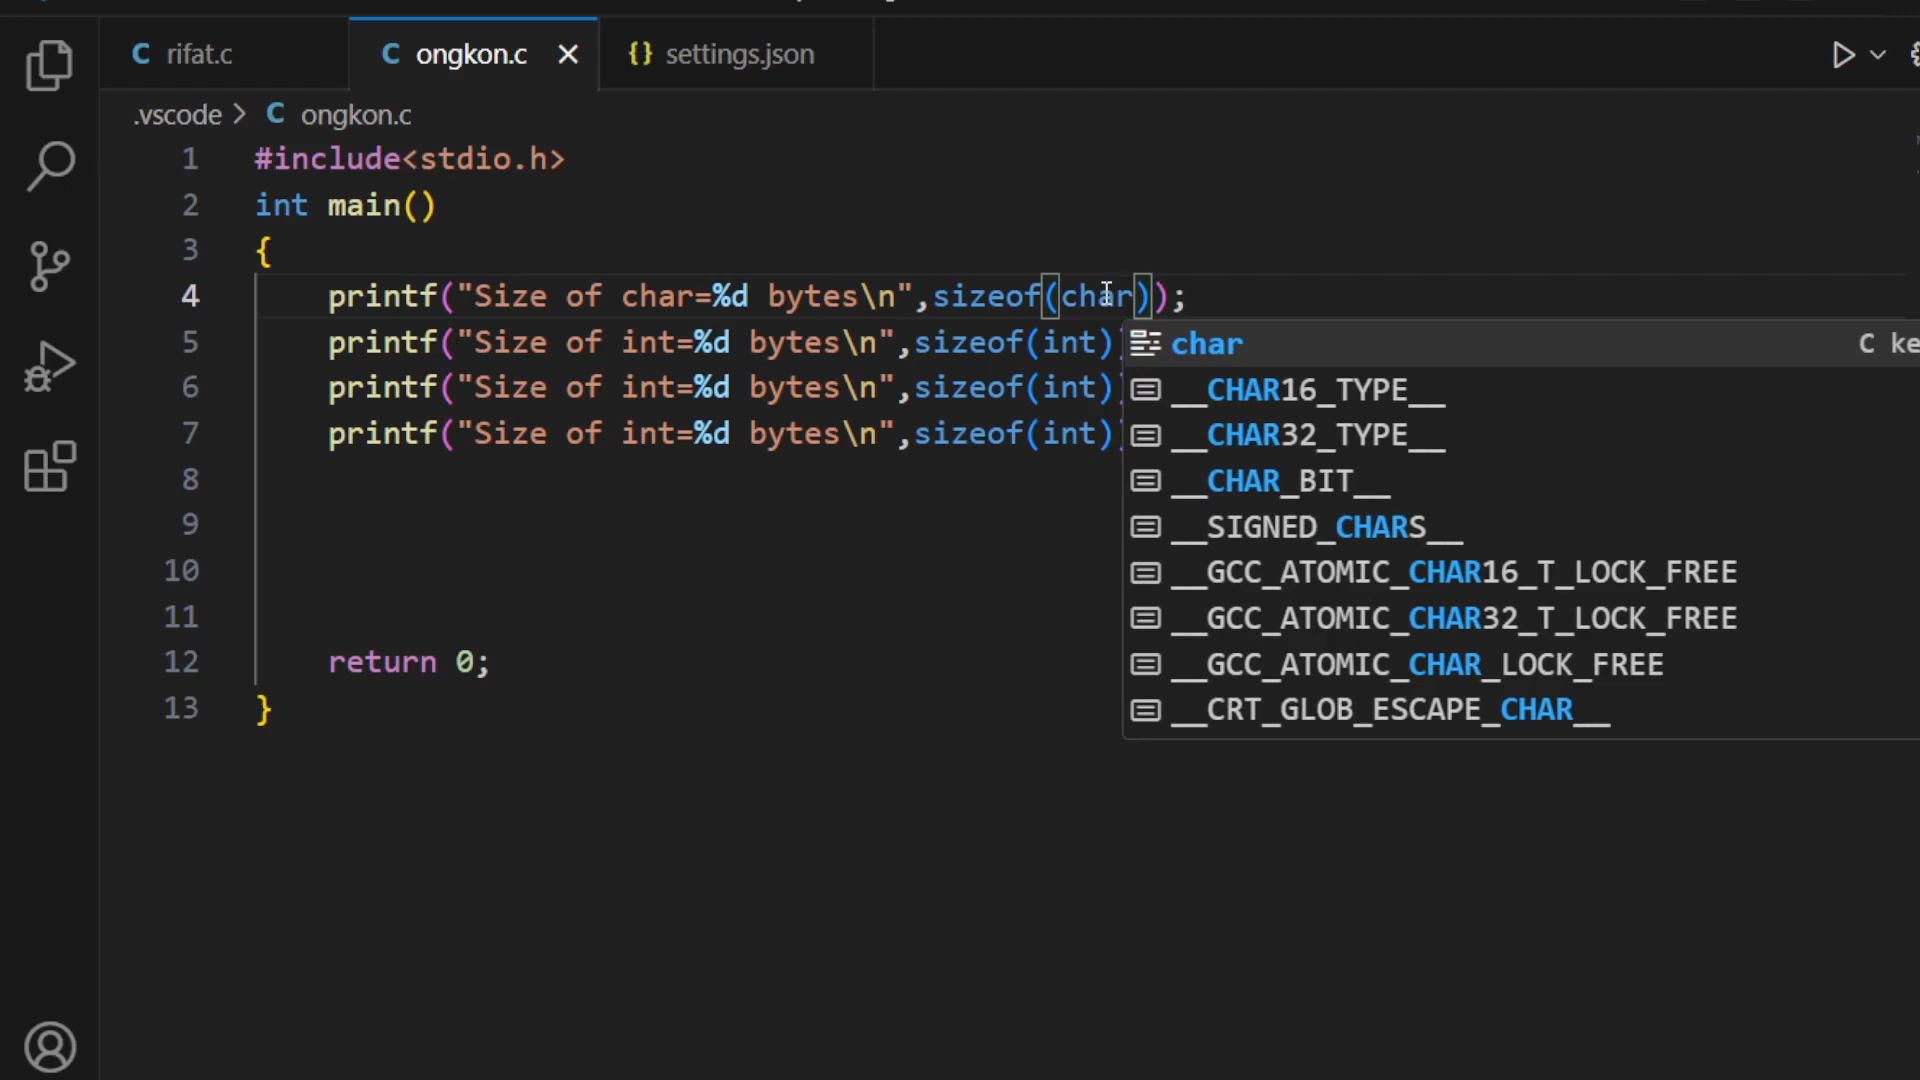 C rifat.c C ongkon.c {} settings.json
.vscode > C ongkon.c
1 #include<stdio.h>
2 int main()
3 {
4 printf("Size of char=%d bytes\n",sizeof(char));
5 printf("Size of int=%d bytes\n",sizeof(int)
6 printf("Size of int=%d bytes\n",sizeof(int)
7 printf("Size of int=%d bytes\n",sizeof(int)
8
9
10
11
12 return 0;
13 }
char C ke
__CHAR16_TYPE__
__CHAR32_TYPE__
__CHAR_BIT__
__SIGNED_CHARS__
__GCC_ATOMIC_CHAR16_T_LOCK_FREE
__GCC_ATOMIC_CHAR32_T_LOCK_FREE
__GCC_ATOMIC_CHAR_LOCK_FREE
__CRT_GLOB_ESCAPE_CHAR__